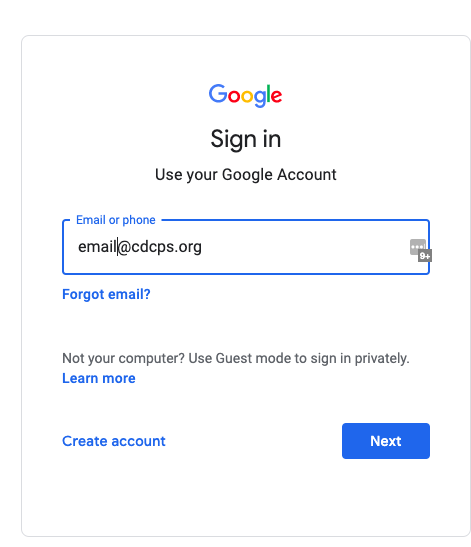 Google
Sign in
Use your Google Account
Email or phone
email@cdcps.org
9+
Forgot email?
Not your computer? Use Guest mode to sign in privately.
Learn more
Create account
Next